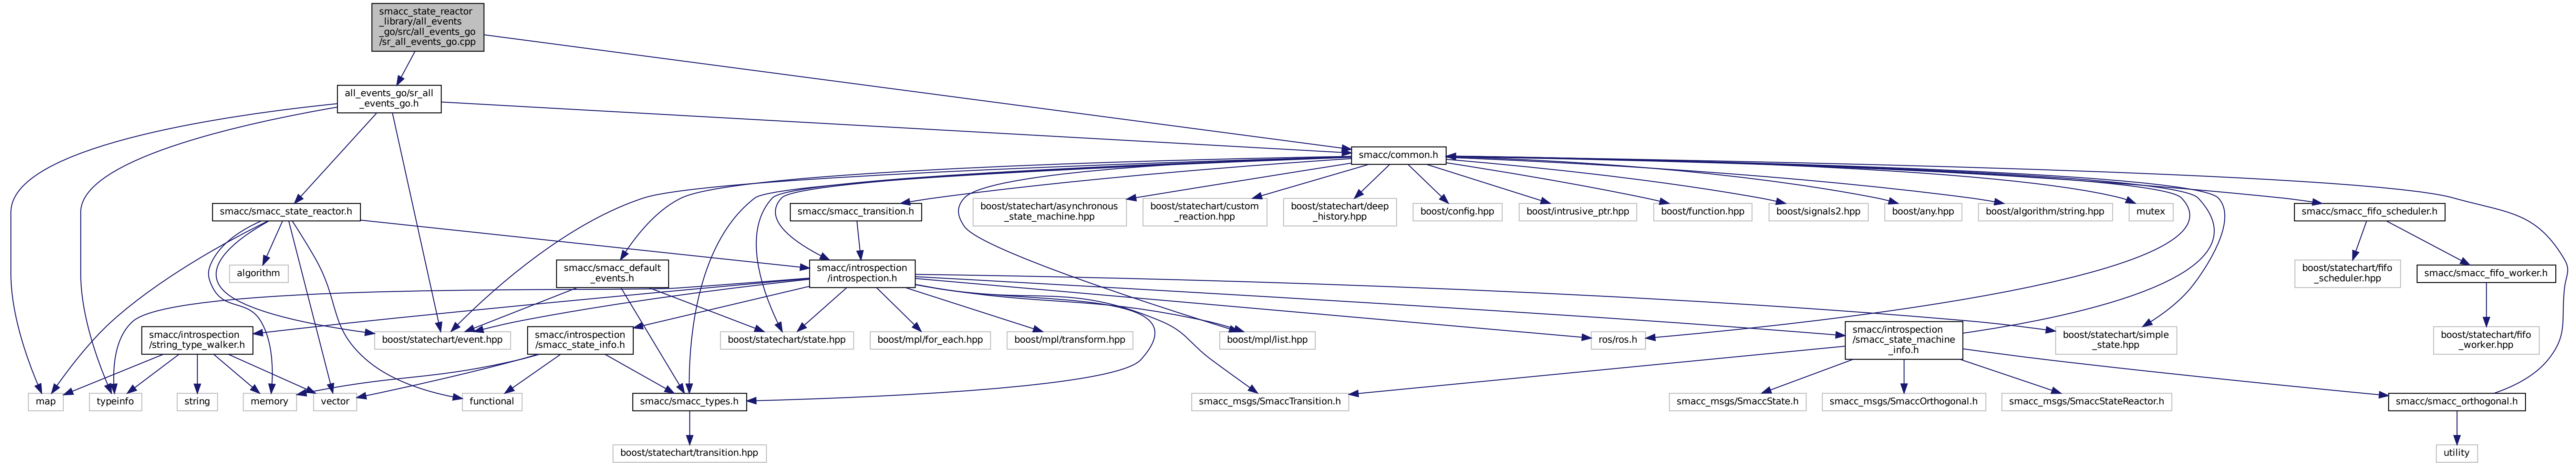 smacc_state_reactor
_library/all_events
_go/src/all_events_go
/sr_all_events_go.cpp
all_events_go/sr_all
_events_go.h
smacc/common.h
smacc/smacc_state_reactor.h
smacc/smacc_transition.h
boost/statechart/asynchronous
_state_machine.hpp
boost/statechart/custom
_reaction.hpp
boost/statechart/deep
_history.hpp
boost/config.hpp
boost/intrusive_ptr.hpp
boost/function.hpp
boost/signals2.hpp
boost/any.hpp
boost/algorithm/string.hpp
mutex
smacc/smacc_fifo_scheduler.h
algorithm
smacc/smacc_default
_events.h
smacc/introspection
/introspection.h
boost/statechart/fifo
_scheduler.hpp
smacc/smacc_fifo_worker.h
smacc/introspection
/string_type_walker.h
boost/statechart/event.hpp
smacc/introspection
/smacc_state_info.h
boost/statechart/state.hpp
boost/mpl/for_each.hpp
boost/mpl/transform.hpp
boost/mpl/list.hpp
ros/ros.h
smacc/introspection
/smacc_state_machine
_info.h
boost/statechart/simple
_state.hpp
boost/statechart/fifo
_worker.hpp
map
typeinfo
string
memory
vector
functional
smacc/smacc_types.h
smacc_msgs/SmaccTransition.h
smacc_msgs/SmaccState.h
smacc_msgs/SmaccOrthogonal.h
smacc_msgs/SmaccStateReactor.h
smacc/smacc_orthogonal.h
boost/statechart/transition.hpp
utility